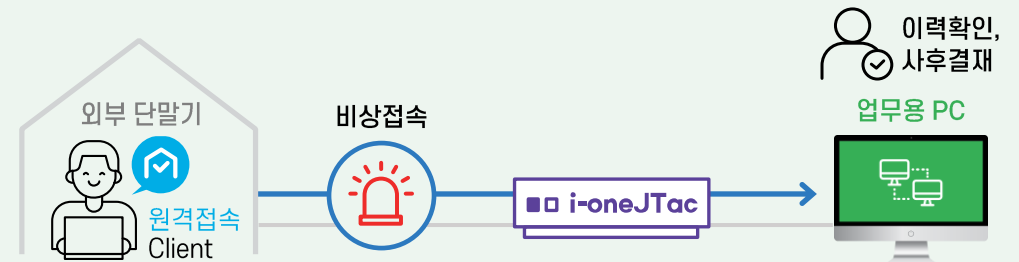 외부 단말기
원격접속
Client
비상접속
i-oneJTac
이력확인,
사후결재
업무용 PC